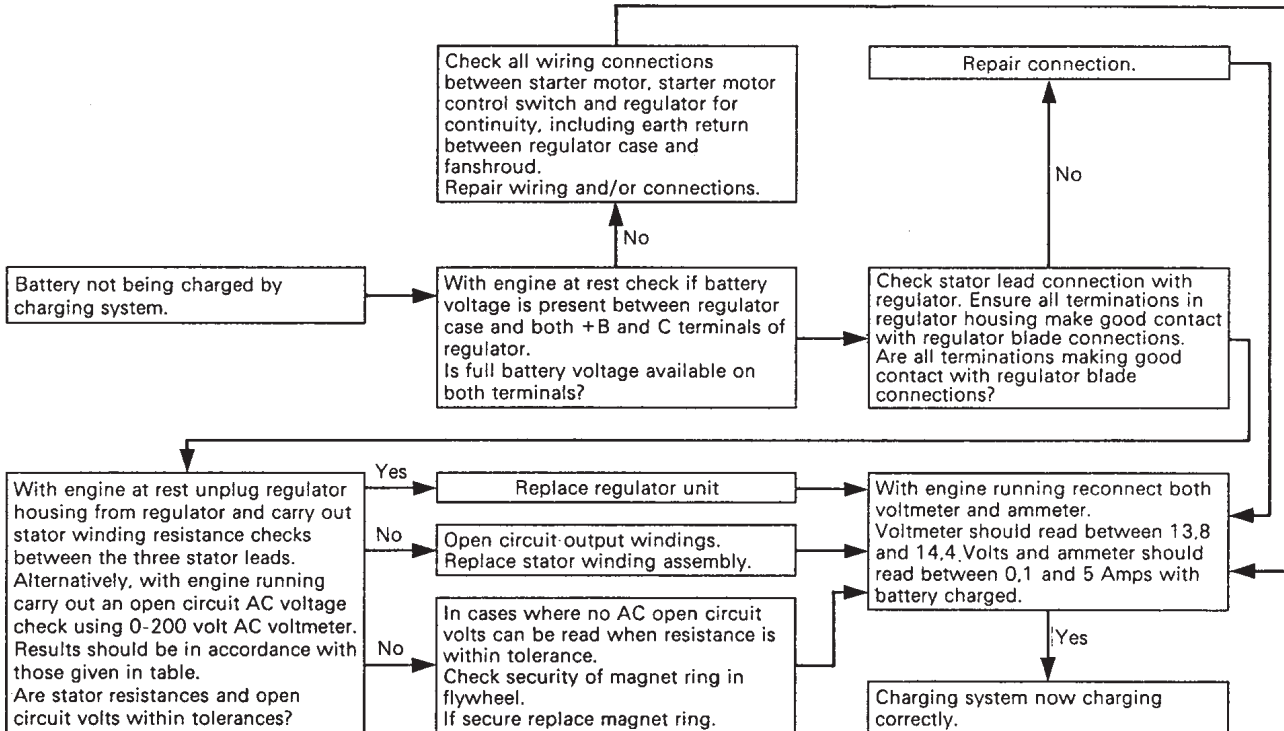 Check all wiring connections
between starter motor, starter motor
control switch and regulator for
continuity, including earth return
between regulator case and
fanshroud.
Repair wiring and/or connections.
Repair connection.
No
No
Battery not being charged by
charging system.
With engine at rest check if battery
voltage is present between regulator
case and both +B and C terminals of
regulator.
Is full battery voltage available on
both terminals?
Check stator lead connection with
regulator. Ensure all terminations in
regulator housing make good contact
with regulator blade connections.
Are all terminations making good
contact with regulator blade
connections?
With engine at rest unplug regulator
housing from regulator and carry out
stator winding resistance checks
between the three stator leads.
Alternatively, with engine running
carry out an open circuit AC voltage
check using 0-200 volt AC voltmeter.
Results should be in accordance with
those given in table.
Are stator resistances and open
circuit volts within tolerances?
Yes
Replace regulator unit
No
Open circuit output windings.
Replace stator winding assembly.
No
In cases where no AC open circuit
volts can be read when resistance is
within tolerance.
Check security of magnet ring in
flywheel.
If secure replace magnet ring.
With engine running reconnect both
voltmeter and ammeter.
Voltmeter should read between 13,8
and 14,4 Volts and ammeter should
read between 0,1 and 5 Amps with
battery charged.
Yes
Charging system now charging
correctly.